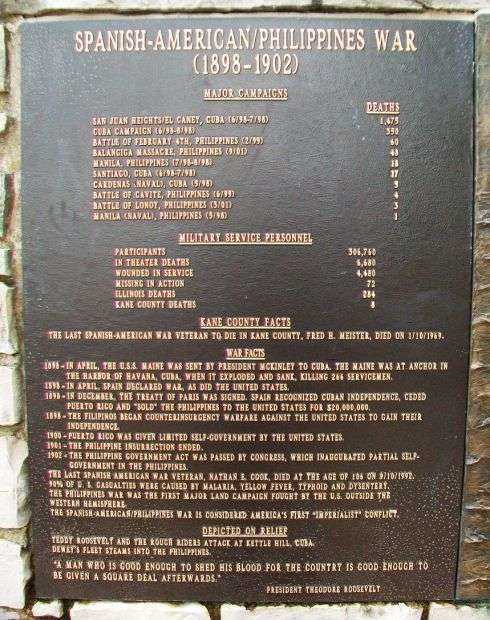 SPANISH-AMERICAN/PHILIPPINES WAR
(1898-1902)
MAJOR CAMPAIGNS
DEATHS
SAN JUAN HEIGHTS/EL CANEY, CUBA (6/98-7/98) 1,475
CUBA CAMPAIGN (6/98-8/98) 550
BATTLE OF FEBRUARY 4TH, PHILIPPINES (2/99) 60
BALANGIGA MASSACRE, PHILIPPINES (9/01) 48
MANILA, PHILIPPINES (7/98-8/98) 18
SANTIAGO, CUBA (6/98-7/98) 17
CARDENAS (NAVAL), CUBA (5/98)
BATTLE OF CAVITE, PHILIPPINES (6/99) 4
BATTLE OF LONOY, PHILIPPINES (3/01) 3
MANILA (NAVAL), PHILIPPINES (5/98) 1
MILITARY SERVICE PERSONNEL
PARTICIPANTS 306,760
IN THEATER DEATHS 6,680
WOUNDED IN SERVICE 4,480
MISSING IN ACTION 72
ILLINOIS DEATHS 284
KANE COUNTY DEATHS 8
KANE COUNTY FACTS
THE LAST SPANISH-AMERICAN WAR VETERAN TO DIE IN KANE COUNTY, FRED H. MEISTER, DIED ON 1/10/1969.
WAR FACTS
1898 - IN APRIL, THE U.S.S. MAINE WAS SENT BY PRESIDENT MCKINLEY TO CUBA. THE MAINE WAS AT ANCHOR IN
THE HARBOR OF HAVANA, CUBA, WHEN IT EXPLODED AND SANK, KILLING 266 SERVICEMEN.
1898 - IN APRIL, SPAIN DECLARED WAR, AS DID THE UNITED STATES.
1898 - IN DECEMBER, THE TREATY OF PARIS WAS SIGNED. SPAIN RECOGNIZED CUBAN INDEPENDENCE, CEDED
PUERTO RICO AND "SOLD" THE PHILIPPINES TO THE UNITED STATES FOR $20,000,000.
1898 - THE FILIPINOS BEGAN COUNTERINSURGENCY WARFARE AGAINST THE UNITED STATES TO GAIN THEIR
INDEPENDENCE.
1900 - PUERTO RICO WAS GIVEN LIMITED SELF-GOVERNMENT BY THE UNITED STATES.
1901 - THE PHILIPPINE INSURRECTION ENDED.
1902 - THE PHILIPPINE GOVERNMENT ACT WAS PASSED BY CONGRESS, WHICH INAUGURATED PARTIAL SELF-
GOVERNMENT IN THE PHILIPPINES.
THE LAST SPANISH AMERICAN WAR VETERAN, NATHAN E. COOK, DIED AT THE AGE OF 106 ON 9/10/1992.
90% OF U. S. CASUALTIES WERE CAUSED BY MALARIA, YELLOW FEVER, TYPHOID AND DYSENTERY.
THE PHILIPPINES WAR WAS THE FIRST MAJOR LAND CAMPAIGN FOUGHT BY THE U.S. OUTSIDE THE
WESTERN HEMISPHERE.
THE SPANISH-AMERICAN/PHILIPPINES WAR IS CONSIDERED AMERICA'S FIRST "IMPERIALIST" CONFLICT.
DEPICTED ON RELIEF
TEDDY ROOSEVELT AND THE ROUGH RIDERS ATTACK AT KETTLE HILL, CUBA.
DEWEY'S FLEET STEAMS INTO THE PHILIPPINES.
"A MAN WHO IS GOOD ENOUGH TO SHED HIS BLOOD FOR THE COUNTRY IS GOOD ENOUGH TO
BE GIVEN A SQUARE DEAL AFTERWARDS."
PRESIDENT THEODORE ROOSEVELT